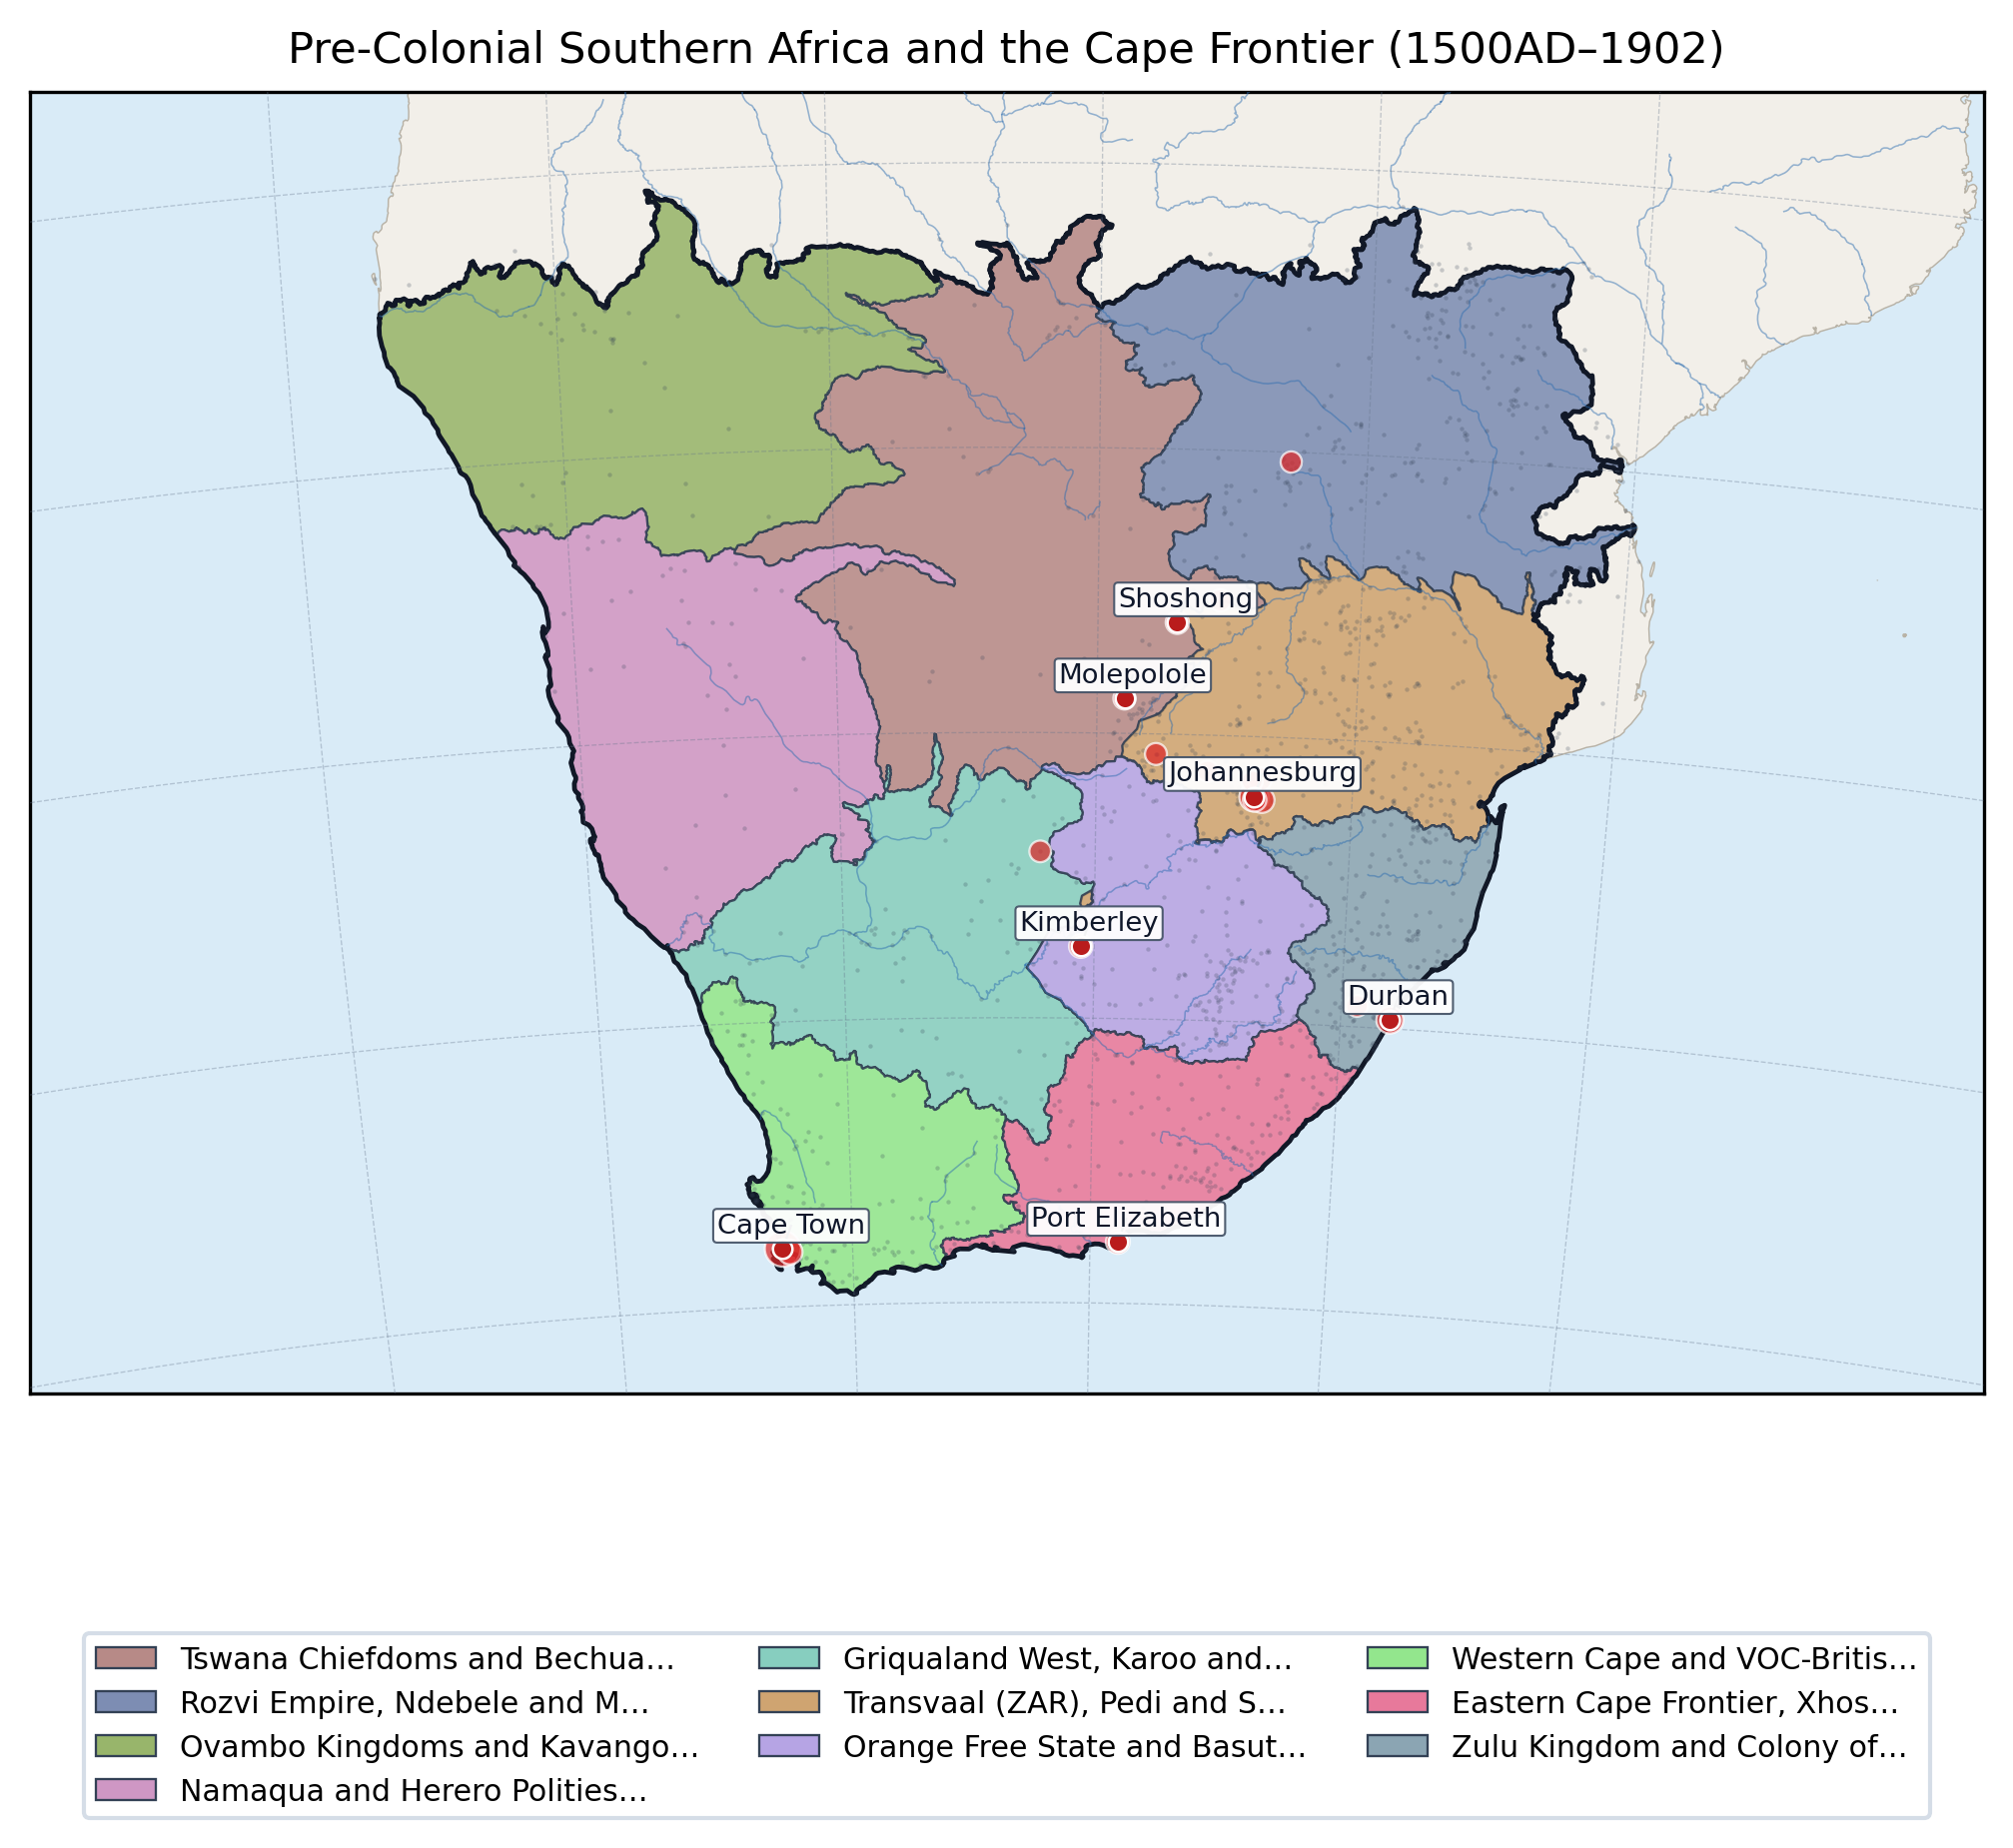 Pre-Colonial Southern Africa and the Cape Frontier (1500AD–1902)
Shoshong
Molepolole
Johannesburg
Kimberley
Durban
Cape Town
Port Elizabeth
Tswana Chiefdoms and Bechua...
Rozvi Empire, Ndebele and M...
Ovambo Kingdoms and Kavango...
Namaqua and Herero Polities...
Griqualand West, Karoo and...
Transvaal (ZAR), Pedi and S...
Orange Free State and Basut...
Western Cape and VOC-Britis...
Eastern Cape Frontier, Xhos...
Zulu Kingdom and Colony of...